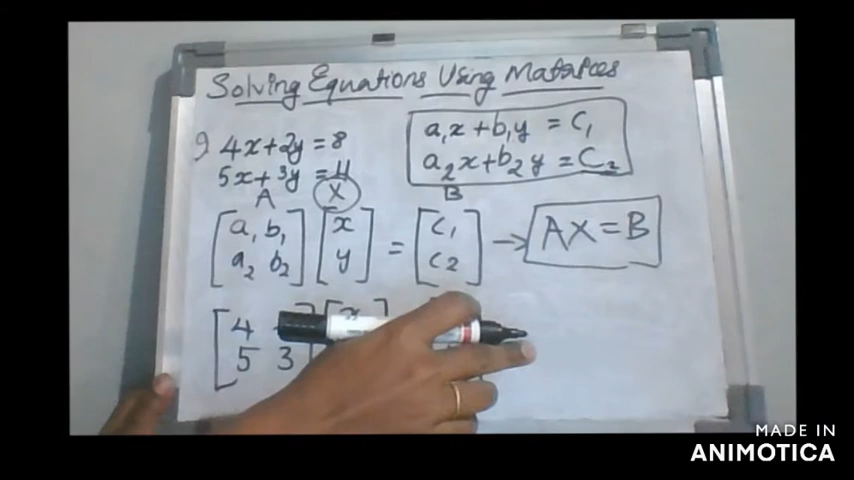 Solving Equations Using Matrices
9 4x+2y = 8
5x+3y = 11
a₁x+b₁y = C₁
a₂x+b₂y = C₂
A X B
[a₁ b₁] [x] = [C₁] → AX = B
[a₂ b₂] [y] [C₂]
[4
5 3
MADE IN
ANIMOTICA